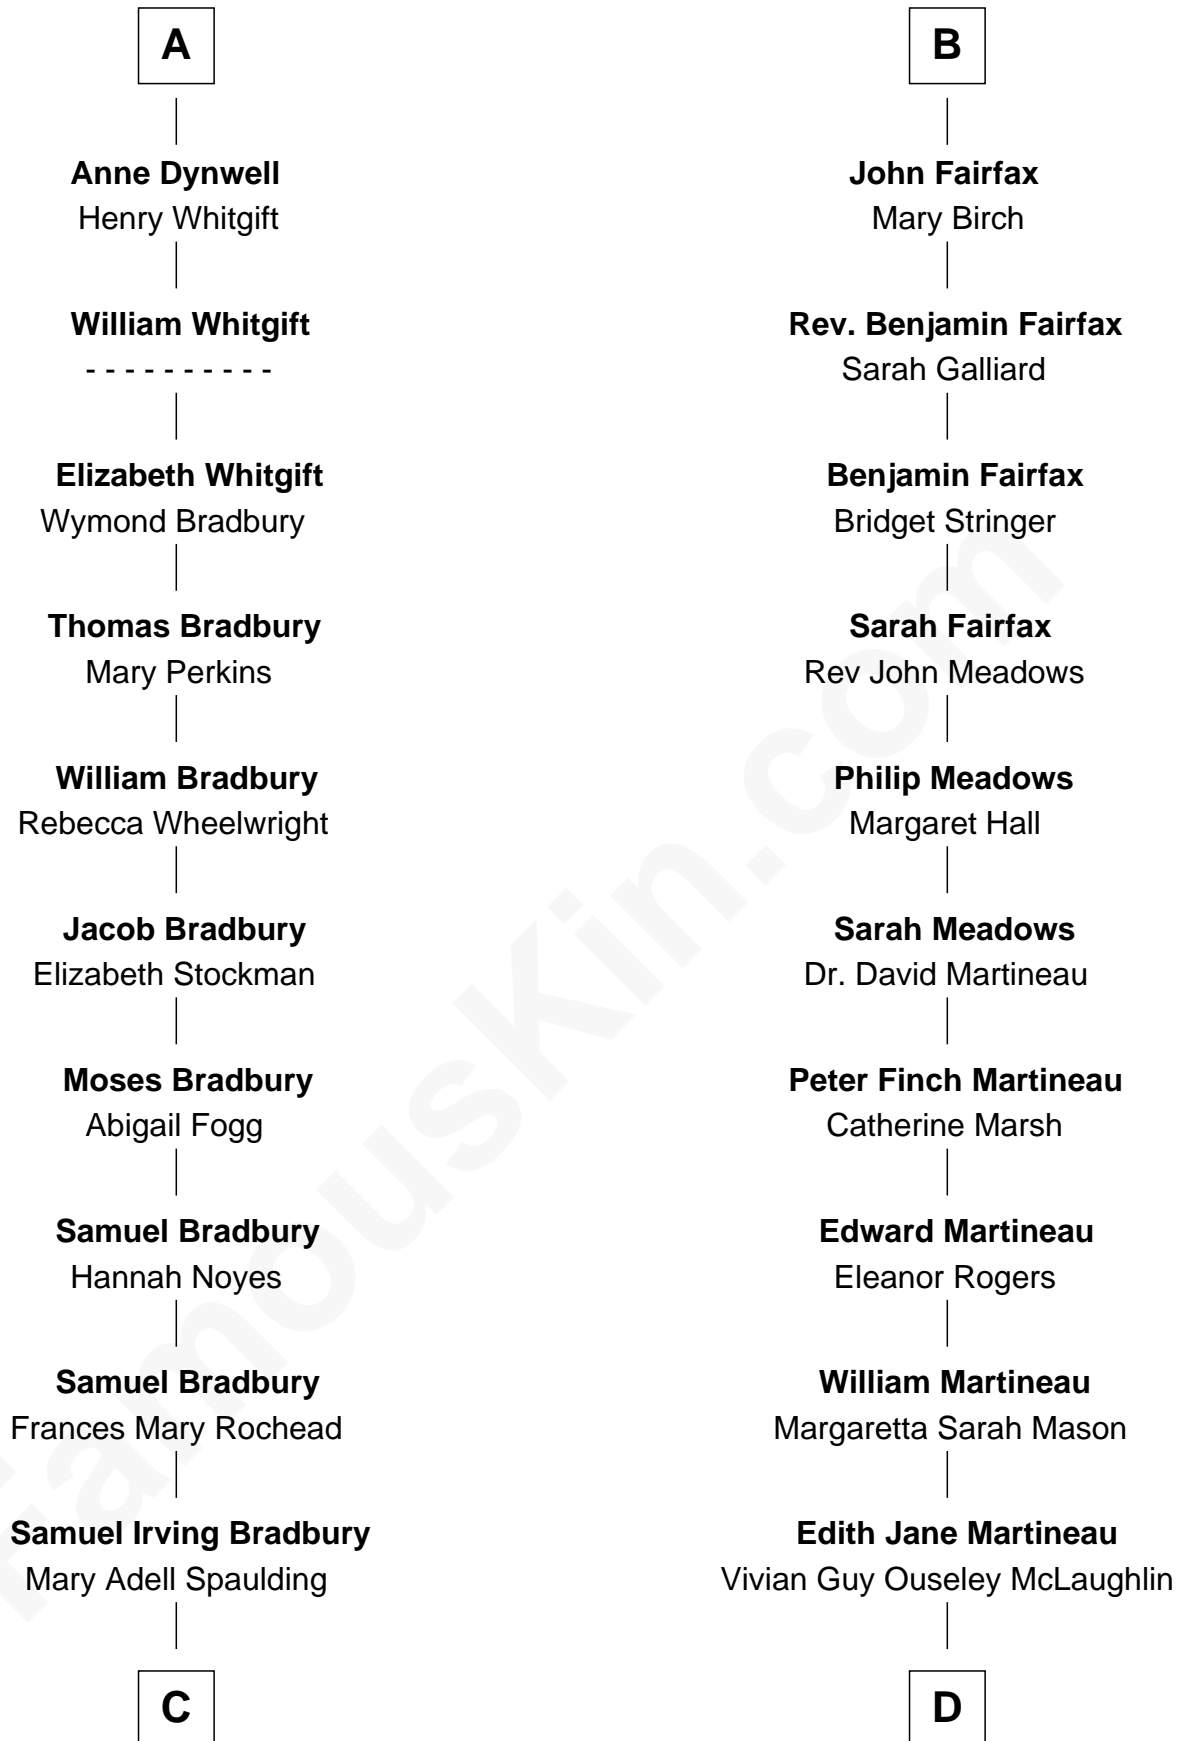 A
Anne Dynwell
Henry Whitgift
William Whitgift
- - - - - - - - - -
Elizabeth Whitgift
Wymond Bradbury
Thomas Bradbury
Mary Perkins
William Bradbury
Rebecca Wheelwright
Jacob Bradbury
Elizabeth Stockman
Moses Bradbury
Abigail Fogg
Samuel Bradbury
Hannah Noyes
Samuel Bradbury
Frances Mary Rochead
Samuel Irving Bradbury
Mary Adell Spaulding
C
B
John Fairfax
Mary Birch
Rev. Benjamin Fairfax
Sarah Galliard
Benjamin Fairfax
Bridget Stringer
Sarah Fairfax
Rev John Meadows
Philip Meadows
Margaret Hall
Sarah Meadows
Dr. David Martineau
Peter Finch Martineau
Catherine Marsh
Edward Martineau
Eleanor Rogers
William Martineau
Margaretta Sarah Mason
Edith Jane Martineau
Vivian Guy Ouseley McLaughlin
D
FamousKin.com